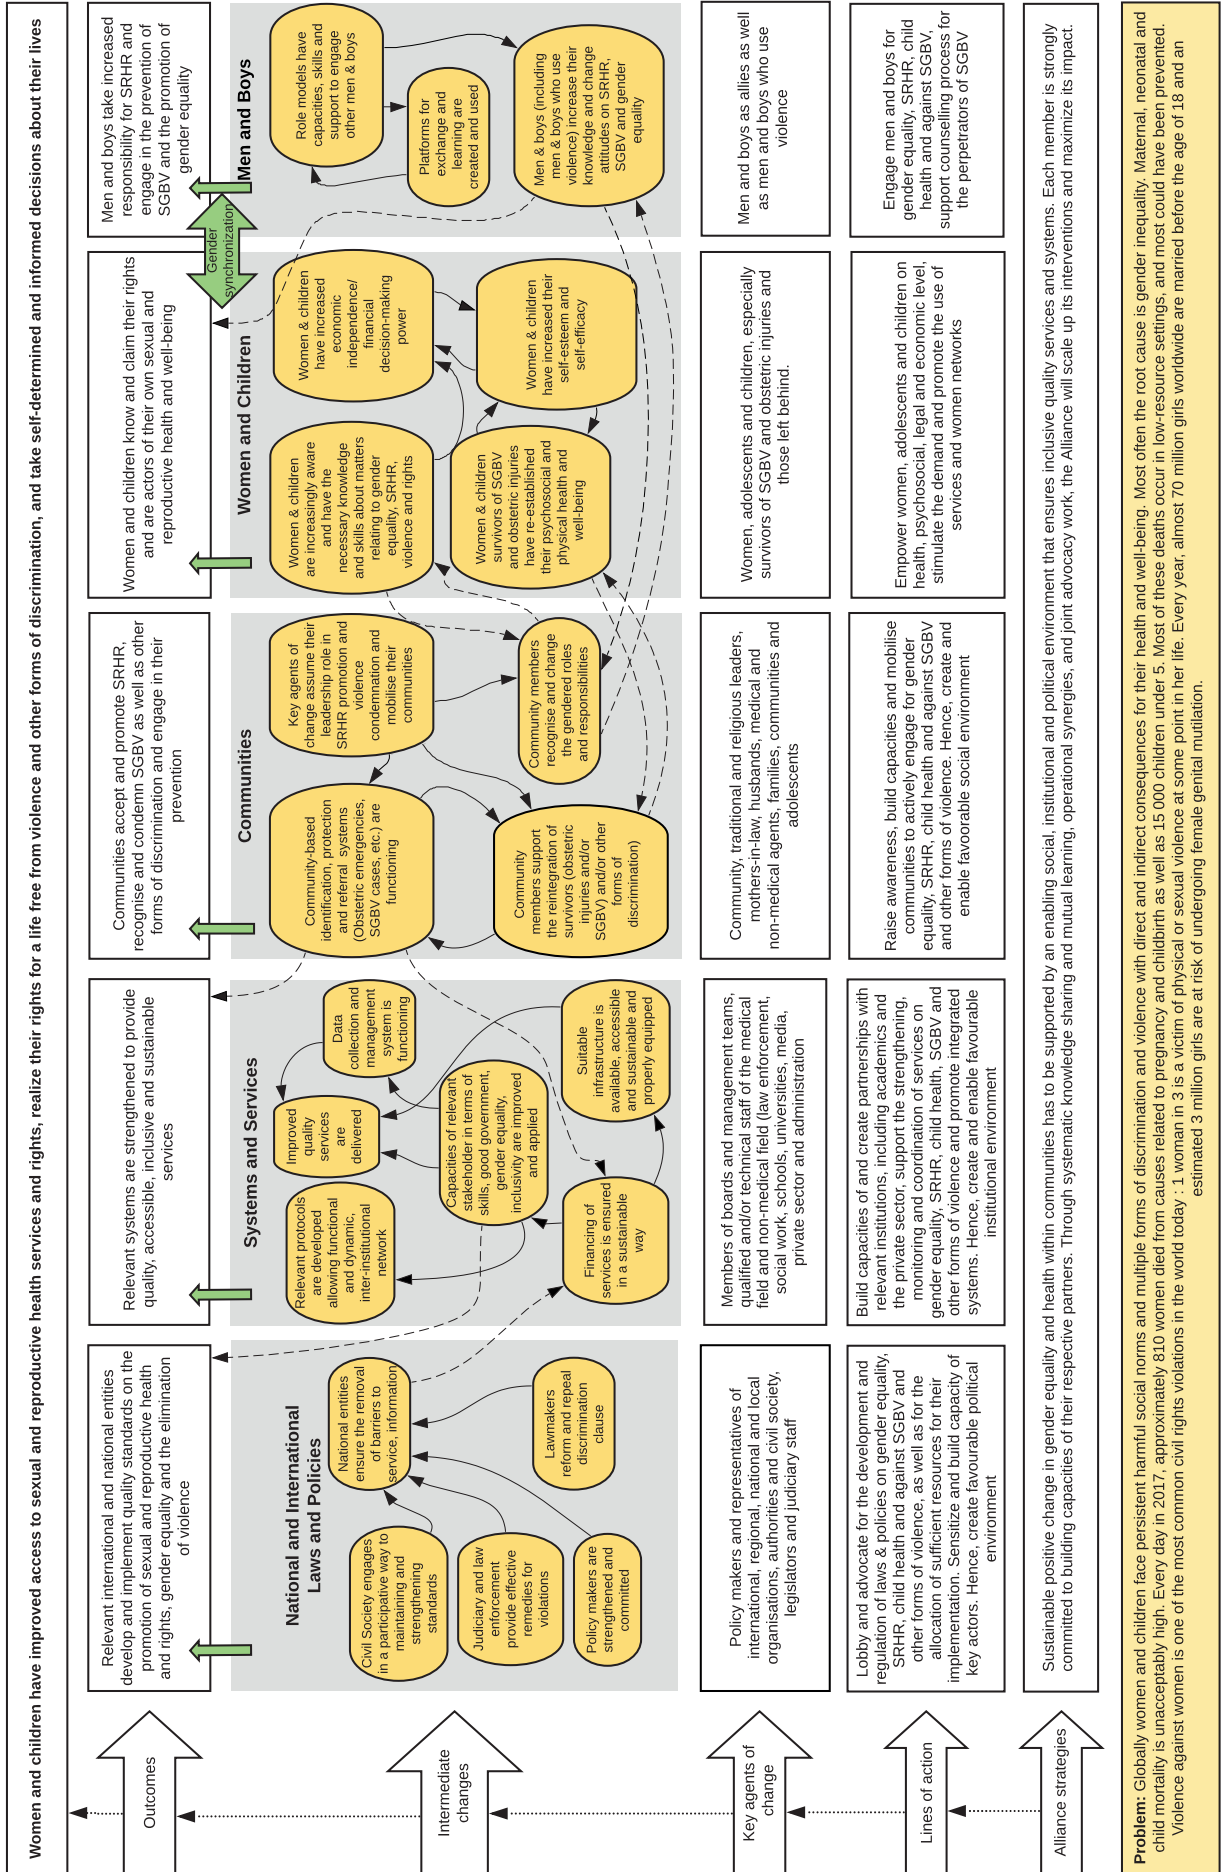 Women and children have improved access to sexual and reproductive health services and rights, realize their rights for a life free from violence and other forms of discrimination, and take self-determined and informed decisions about their lives
Outcomes
Relevant international and national entities
develop and implement quality standards on the
promotion of sexual and reproductive health
and rights, gender equality and the elimination
of violence
Relevant systems are strengthened to provide
quality, accessible, inclusive and sustainable
services
Communities accept and promote SRHR,
recognise and condemn SGBV as well as other
forms of discrimination and engage in their
prevention
Women and children know and claim their rights
and are actors of their own sexual and
reproductive health and well-being
Men and boys take increased
responsibility for SRHR and
engage in the prevention of
SGBV and the promotion of
gender equality
Gender
synchronization
Intermediate
changes
National and International
Laws and Policies
Civil Society engages
in a participative way to
maintaining and
strengthening
standards
Judiciary and law
enforcement
provide effective
remedies for
violations
Policy makers are
strengthened and
committed
National entities
ensure the removal
of barriers to
service, information
Lawmakers
reform and repeal
discrimination
clause
Systems and Services
Relevant protocols
are developed
allowing functional
and dynamic,
inter-institutional
network
Improved
quality
services
are
delivered
Data
collection and
management
system is
functioning
Capacities of relevant
stakeholder in terms of
skills, good government,
gender equality,
inclusivity are improved
and applied
Financing of
services is ensured
in a sustainable
way
Suitable
infrastructure is
available, accessible
and sustainable and
properly equipped
Communities
Community-based
identification, protection
and referral systems
(Obstetric emergencies,
SGBV cases, etc.) are
functioning
Key agents of
change assume their
leadership role in
SRHR promotion and
violence
condemnation and
mobilise their
communities
Community
members support
the reintegration of
survivors (obstetric
injuries and/or
SGBV) and/or other
forms of
discrimination)
Community members
recognise and change
the gendered roles
and responsibilities
Women and Children
Women & children
are increasingly aware
and have the
necessary knowledge
and skills about matters
relating to gender
equality, SRHR,
violence and rights
Women & children
have increased
economic
independence/
financial
decision-making
power
Women & children
survivors of SGBV
and obstetric injuries
have re-established
their psychosocial and
physical health and
well-being
Women & children
have increased their
self-esteem and
self-efficacy
Men and Boys
Role models have
capacities, skills and
support to engage
other men & boys
Platforms for
exchange and
learning are
created and used
Men & boys (including
men & boys who use
violence) increase their
knowledge and change
attitudes on SRHR,
SGBV and gender
equality
Key agents of
change
Policy makers and representatives of
international, regional, national and local
organisations, authorities and civil society,
legislators and judiciary staff
Members of boards and management teams,
qualified and/or technical staff of the medical
field and non-medical field (law enforcement,
social work, schools, universities, media,
private sector and administration
Community, traditional and religious leaders,
mothers-in-law, husbands, medical and
non-medical agents, families, communities and
adolescents
Women, adolescents and children, especially
survivors of SGBV and obstetric injuries and
those left behind.
Men and boys as allies as well
as men and boys who use
violence
Lines of action
Lobby and advocate for the development and
regulation of laws & policies on gender equality,
SRHR, child health and against SGBV and
other forms of violence, as well as for the
allocation of sufficient resources for their
implementation. Sensitize and build capacity of
key actors. Hence, create favourable political
environment
Build capacities of and create partnerships with
relevant institutions, including academics and
the private sector, support the strengthening,
monitoring and coordination of services on
gender equality, SRHR, child health, SGBV and
other forms of violence and promote integrated
systems. Hence, create and enable favourable
institutional environment
Raise awareness, build capacities and mobilise
communities to actively engage for gender
equality, SRHR, child health and against SGBV
and other forms of violence. Hence, create and
enable favourable social environment
Empower women, adolescents and children on
health, psychosocial, legal and economic level,
stimulate the demand and promote the use of
services and women networks
Engage men and boys for
gender equality, SRHR, child
health and against SGBV,
support counselling process for
the perpetrators of SGBV
Alliance strategies
Sustainable positive change in gender equality and health within communities has to be supported by an enabling social, institutional and political environment that ensures inclusive quality services and systems. Each member is strongly
committed to building capacities of their respective partners. Through systematic knowledge sharing and mutual learning, operational synergies, and joint advocacy work, the Alliance will scale up its interventions and maximize its impact.
Problem: Globally women and children face persistent harmful social norms and multiple forms of discrimination and violence with direct and indirect consequences for their health and well-being. Most often the root cause is gender inequality. Maternal, neonatal and
child mortality is unacceptably high. Every day in 2017, approximately 810 women died from causes related to pregnancy and childbirth as well as 15 000 children under 5. Most of these deaths occur in low-resource settings, and most could have been prevented.
Violence against women is one of the most common civil rights violations in the world today : 1 woman in 3 is a victim of physical or sexual violence at some point in her life. Every year, almost 70 million girls worldwide are married before the age of 18 and an
estimated 3 million girls are at risk of undergoing female genital mutilation.